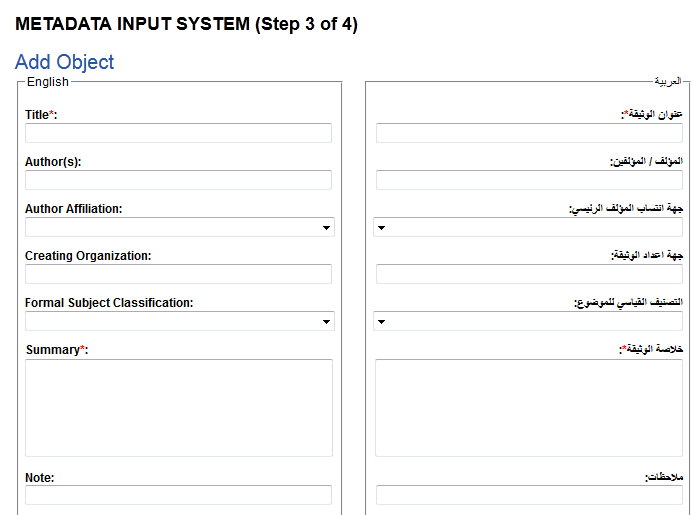 METADATA INPUT SYSTEM (Step 3 of 4)
Add Object
English
Title*:
Author(s):
Author Affiliation:
Creating Organization:
Formal Subject Classification:
Summary*:
Note:
العربية
عنوان الوثيقة*:
المؤلف / المؤلفين:
جهة انتساب المؤلف الرئيسي:
جهة اعداد الوثيقة:
التصنيف القياسي للموضوع:
خلاصة الوثيقة*:
ملاحظات: